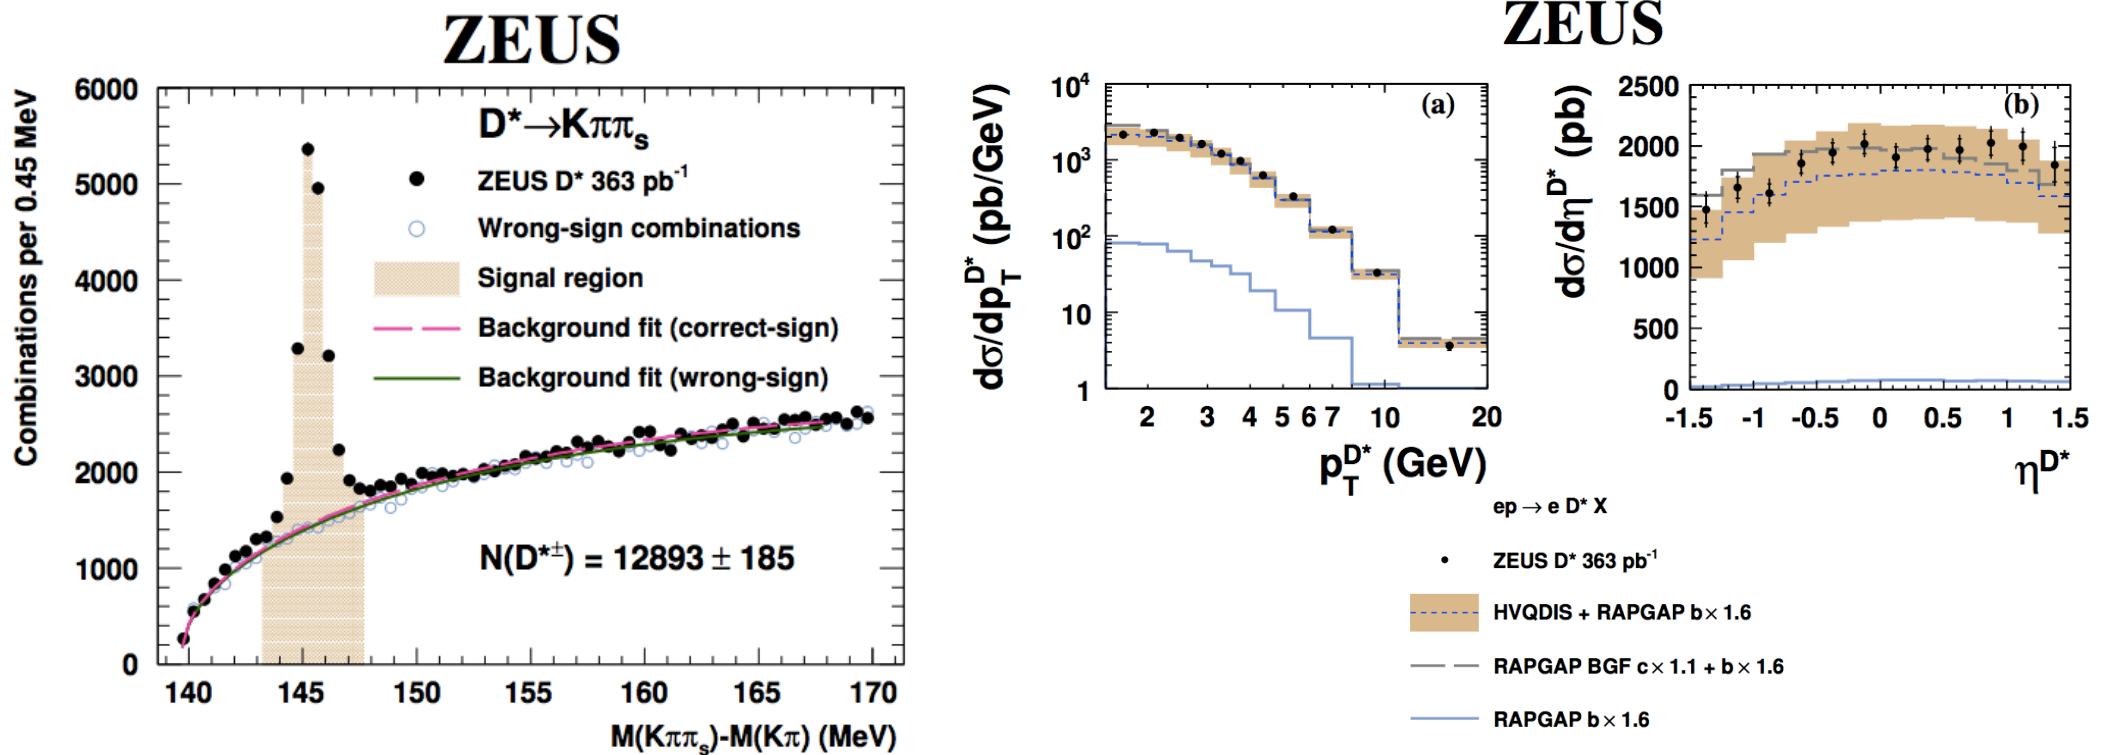 ZEUS
Combinations per 0.45 MeV
6000
5000
4000
3000
2000
1000
0
D*→Kππs
ZEUS D* 363 pb-1
Wrong-sign combinations
Signal region
Background fit (correct-sign)
Background fit (wrong-sign)
N(D*±) = 12893 ± 185
140 145 150 155 160 165 170
M(Kππs)-M(Kπ) (MeV)
ZEUS
dσ/dpTD* (pb/GeV)
(a)
104
103
102
10
1
2 3 4 5 6 7 10 20
pTD* (GeV)
dσ/dηD* (pb)
(b)
2500
2000
1500
1000
500
0
-1.5 -1 -0.5 0 0.5 1 1.5
ηD*
ep → e D* X
ZEUS D* 363 pb-1
HVQDIS + RAPGAP b× 1.6
RAPGAP BGF c× 1.1 + b× 1.6
RAPGAP b× 1.6